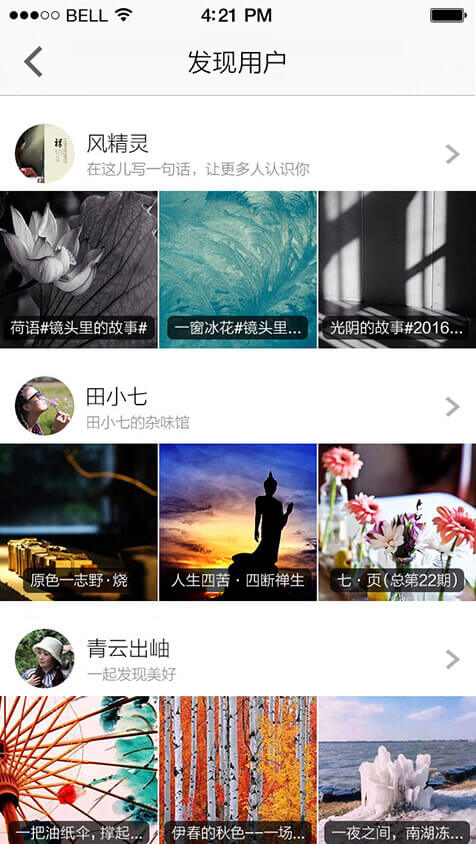 BELL 4:21 PM
发现用户
风精灵
在这儿写一句话，让更多人认识你
荷语#镜头里的故事#
一窗冰花#镜头里...
光阴的故事#2016...
田小七
田小七的杂味馆
原色一志野·烧
人生四苦·四断禅生
七·页(总第22期)
青云出岫
一起发现美好
一把油纸伞，撑起...
伊春的秋色--一场...
一夜之间，南湖冻...